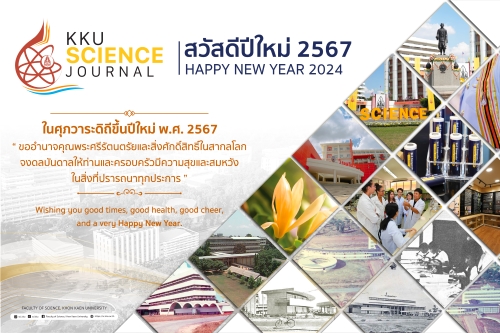 KKU
SCIENCE
JOURNAL
สวัสดีปีใหม่ 2567
HAPPY NEW YEAR 2024
SCIENCE
ในศุภวาระดิถีขึ้นปีใหม่ พ.ศ. 2567
" ขออำนาจคุณพระศรีรัตนตรัยและสิ่งศักดิ์สิทธิ์ในสากลโลก
จงดลบันดาลให้ท่านและครอบครัวมีความสุขและสมหวัง
ในสิ่งที่ปรารถนาทุกประการ "
Wishing you good times, good health, good cheer,
and a very Happy New Year.
FACULTY OF SCIENCE, KHON KAEN UNIVERSITY